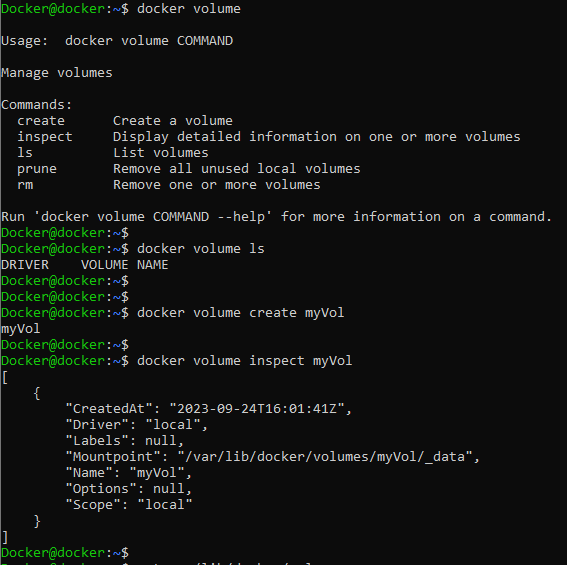 Docker@docker:~$ docker volume
Usage:  docker volume COMMAND
Manage volumes
Commands:
  create      Create a volume
  inspect     Display detailed information on one or more volumes
  ls          List volumes
  prune       Remove all unused local volumes
  rm          Remove one or more volumes
Run 'docker volume COMMAND --help' for more information on a command.
Docker@docker:~$
Docker@docker:~$ docker volume ls
DRIVER    VOLUME NAME
Docker@docker:~$
Docker@docker:~$
Docker@docker:~$ docker volume create myVol
myVol
Docker@docker:~$
Docker@docker:~$ docker volume inspect myVol
[
    {
        "CreatedAt": "2023-09-24T16:01:41Z",
        "Driver": "local",
        "Labels": null,
        "Mountpoint": "/var/lib/docker/volumes/myVol/_data",
        "Name": "myVol",
        "Options": null,
        "Scope": "local"
    }
]
Docker@docker:~$